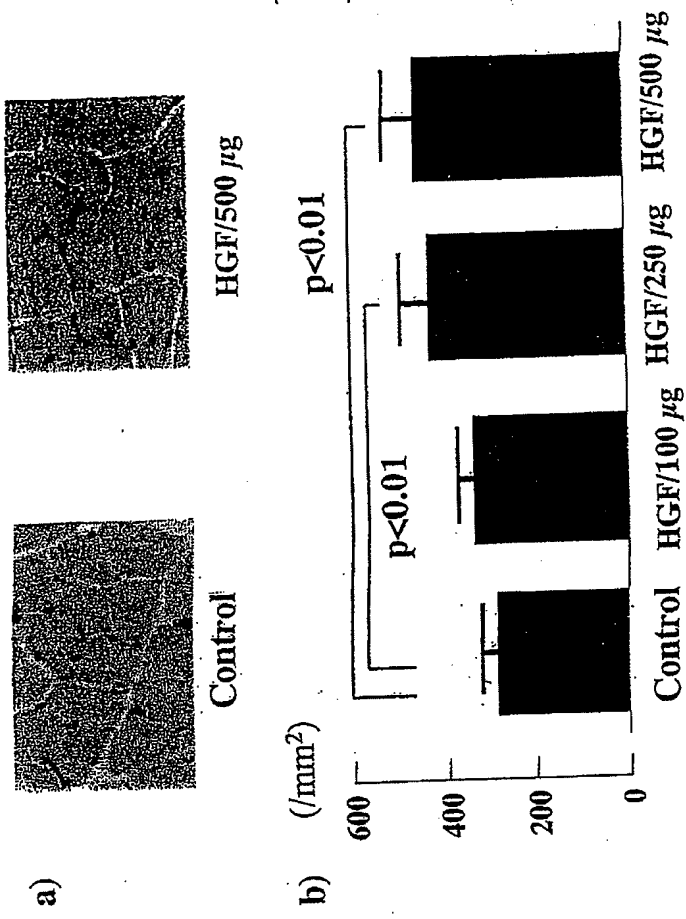 a)
Control
HGF/500 µg
b)
(/mm²)
600
400
200
0
p<0.01
p<0.01
Control
HGF/100 µg
HGF/250 µg
HGF/500 µg